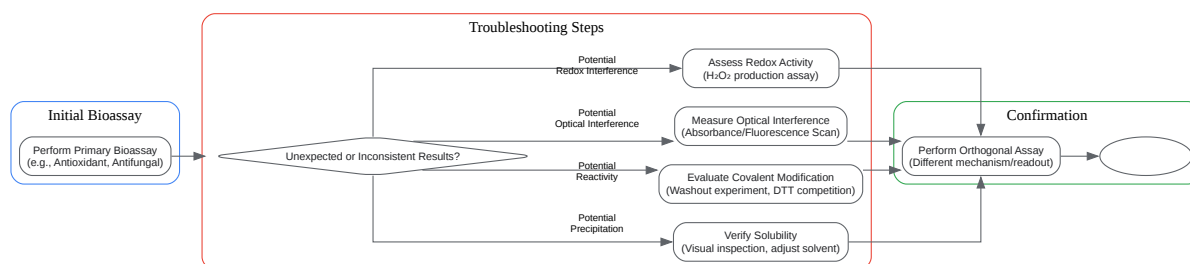 Troubleshooting Steps
Initial Bioassay
Perform Primary Bioassay
(e.g., Antioxidant, Antifungal)
Unexpected or Inconsistent Results?
Potential
Redox Interference
Potential
Optical Interference
Potential
Reactivity
Potential
Precipitation
Assess Redox Activity
(H₂O₂ production assay)
Measure Optical Interference
(Absorbance/Fluorescence Scan)
Evaluate Covalent Modification
(Washout experiment, DTT competition)
Verify Solubility
(Visual inspection, adjust solvent)
Confirmation
Perform Orthogonal Assay
(Different mechanism/readout)